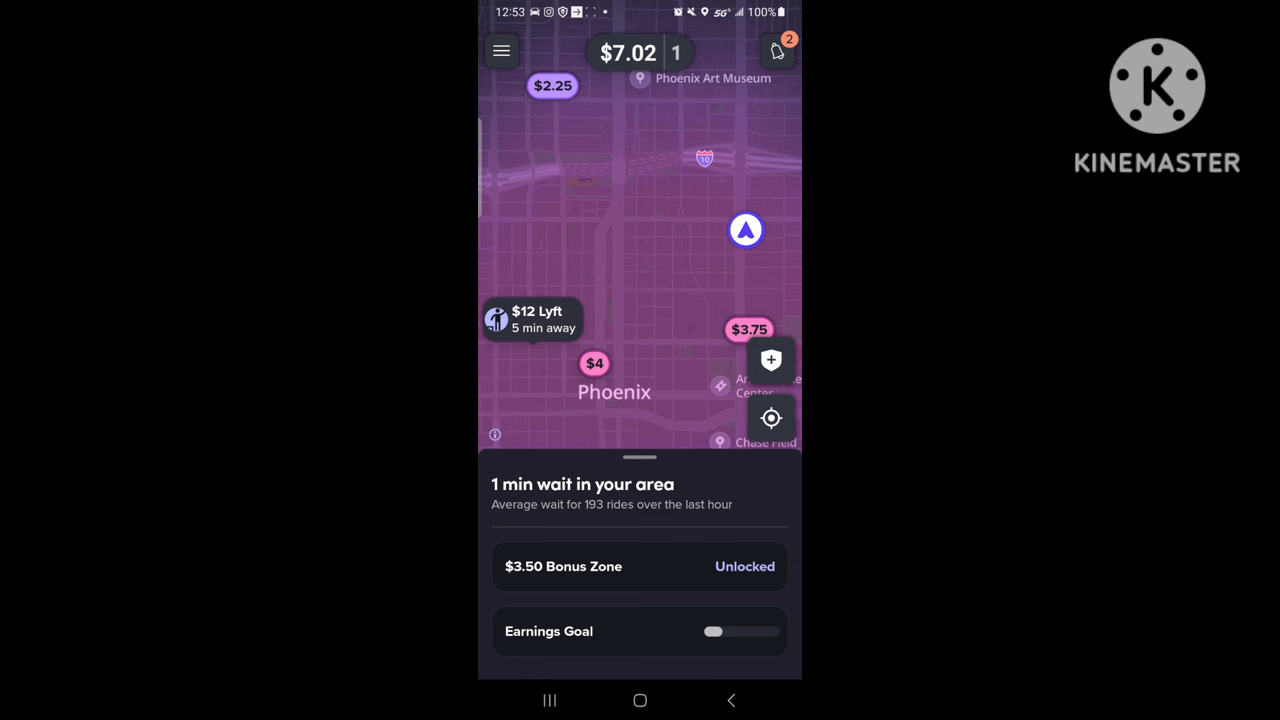 12:53
5G
100%
$7.02 | 1
2
$2.25
Phoenix Art Museum
10
$12 Lyft
5 min away
$3.75
$4
Phoenix
Center
Chase Field
1 min wait in your area
Average wait for 193 rides over the last hour
$3.50 Bonus Zone
Unlocked
Earnings Goal
K
KINEMASTER